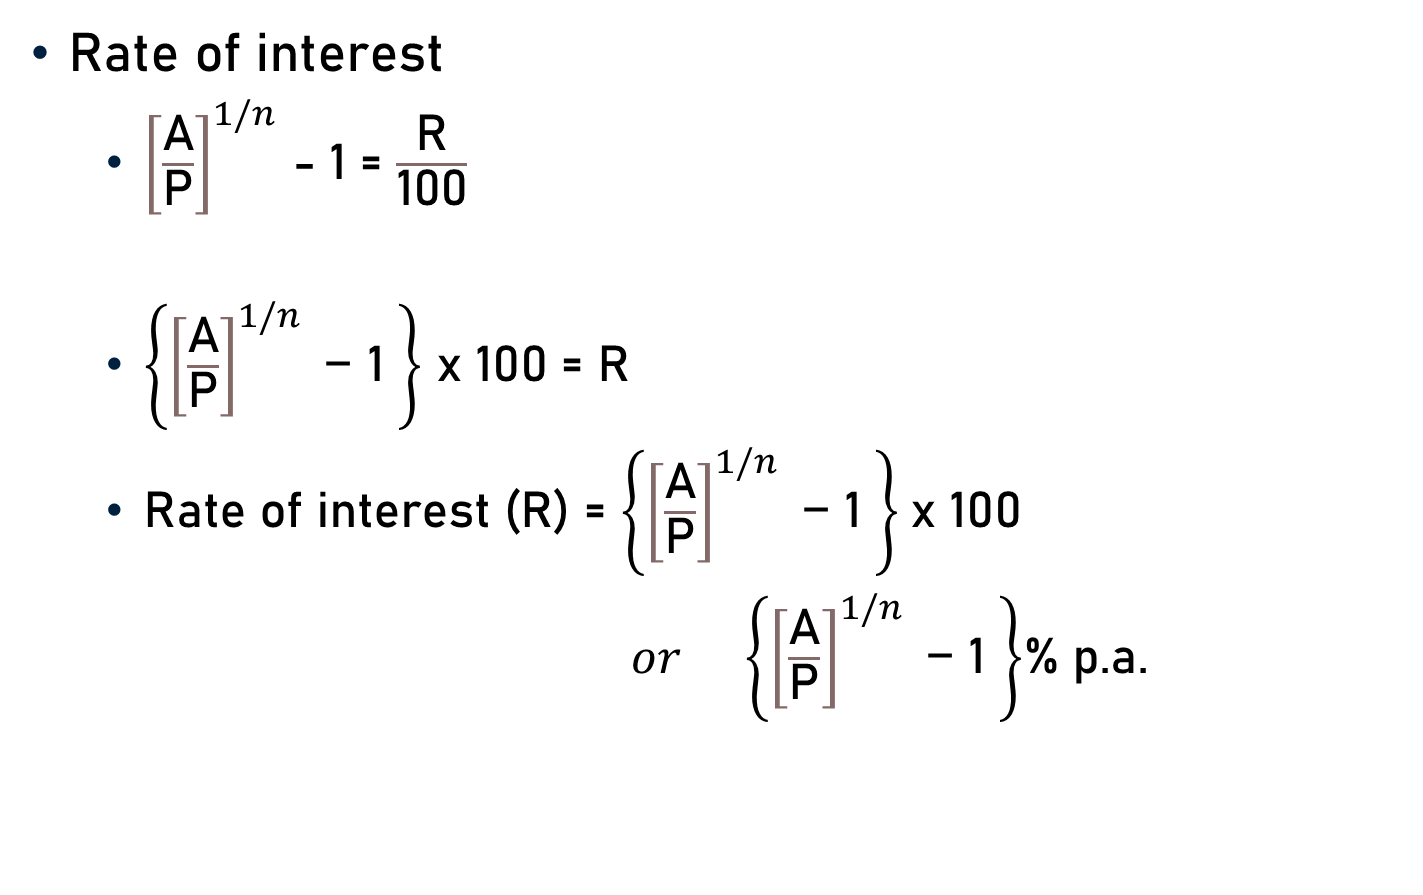 • Rate of interest
• [A/P]^1/n - 1 = R/100
• {[A/P]^1/n − 1} x 100 = R
• Rate of interest (R) = {[A/P]^1/n − 1} x 100
or {[A/P]^1/n − 1}% p.a.